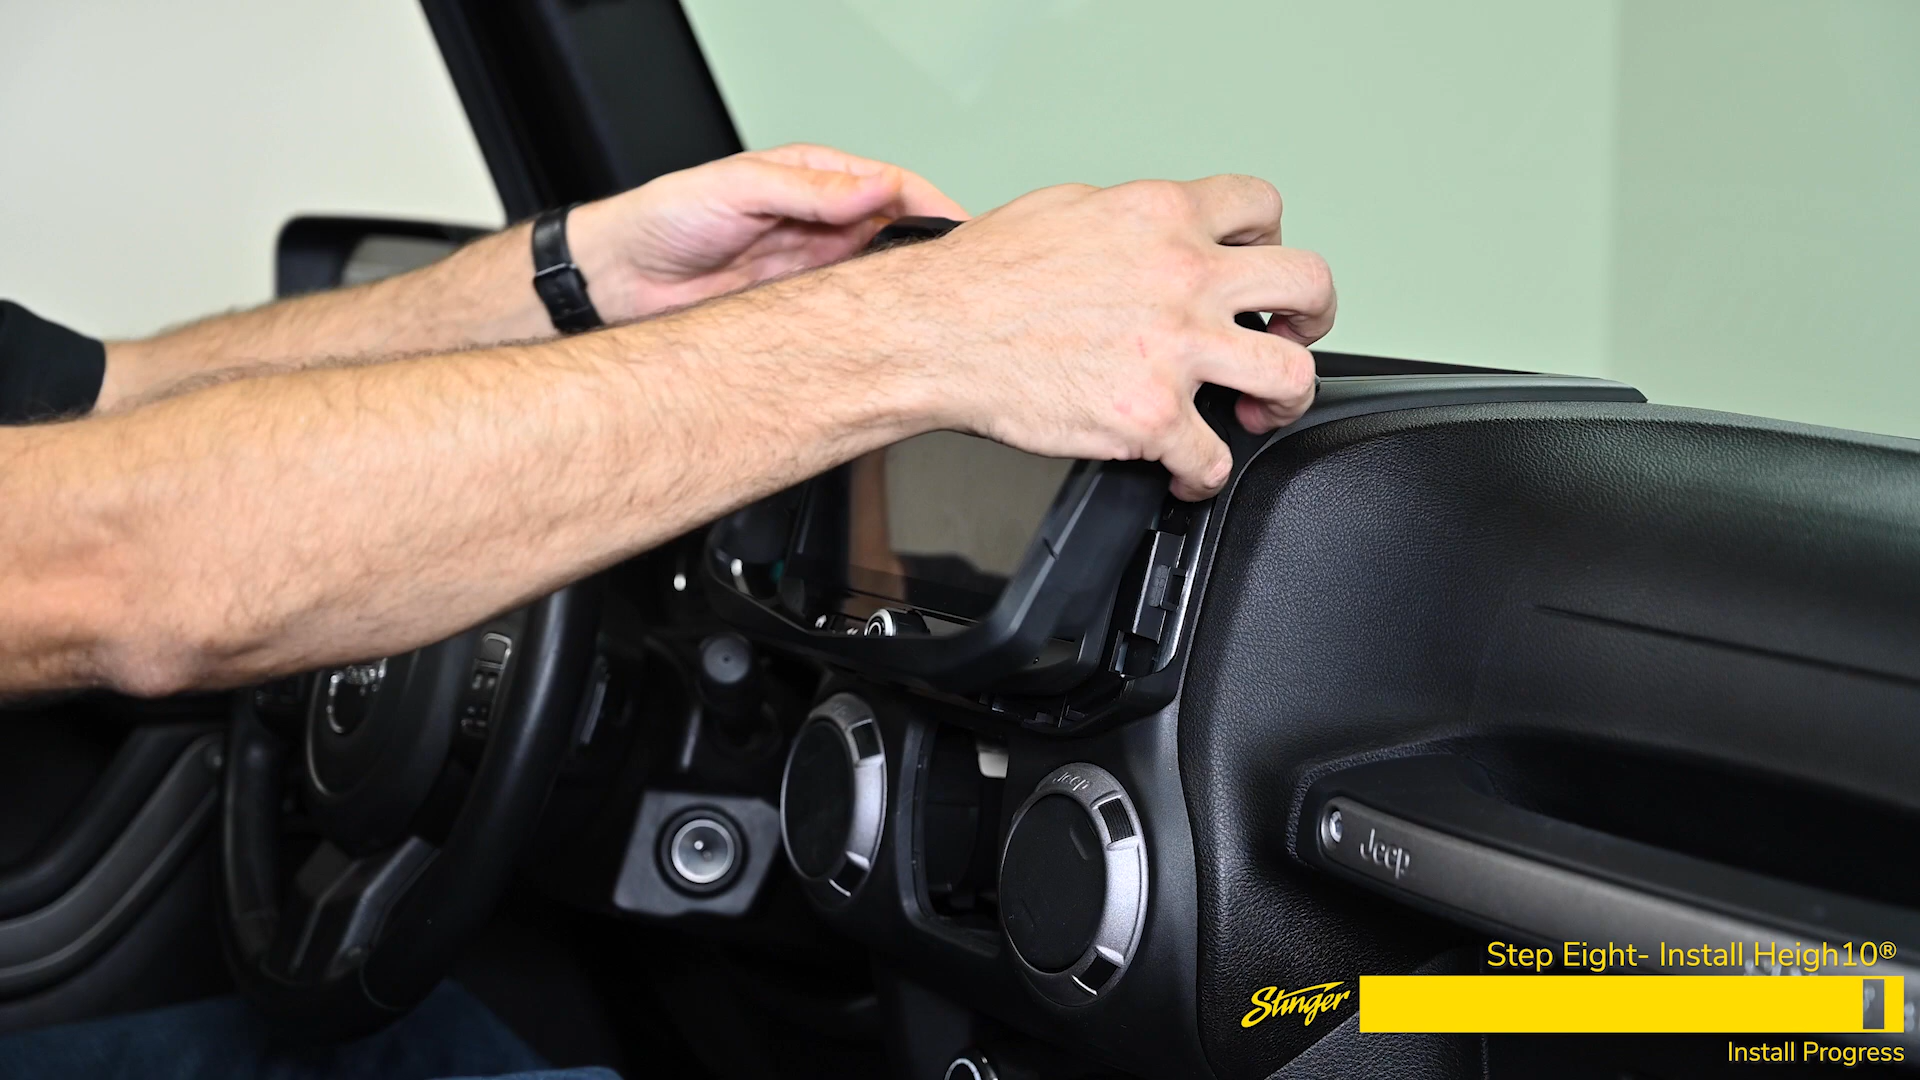 Jeep
Jeep
Step Eight- Install Heigh10®
Stinger
Install Progress